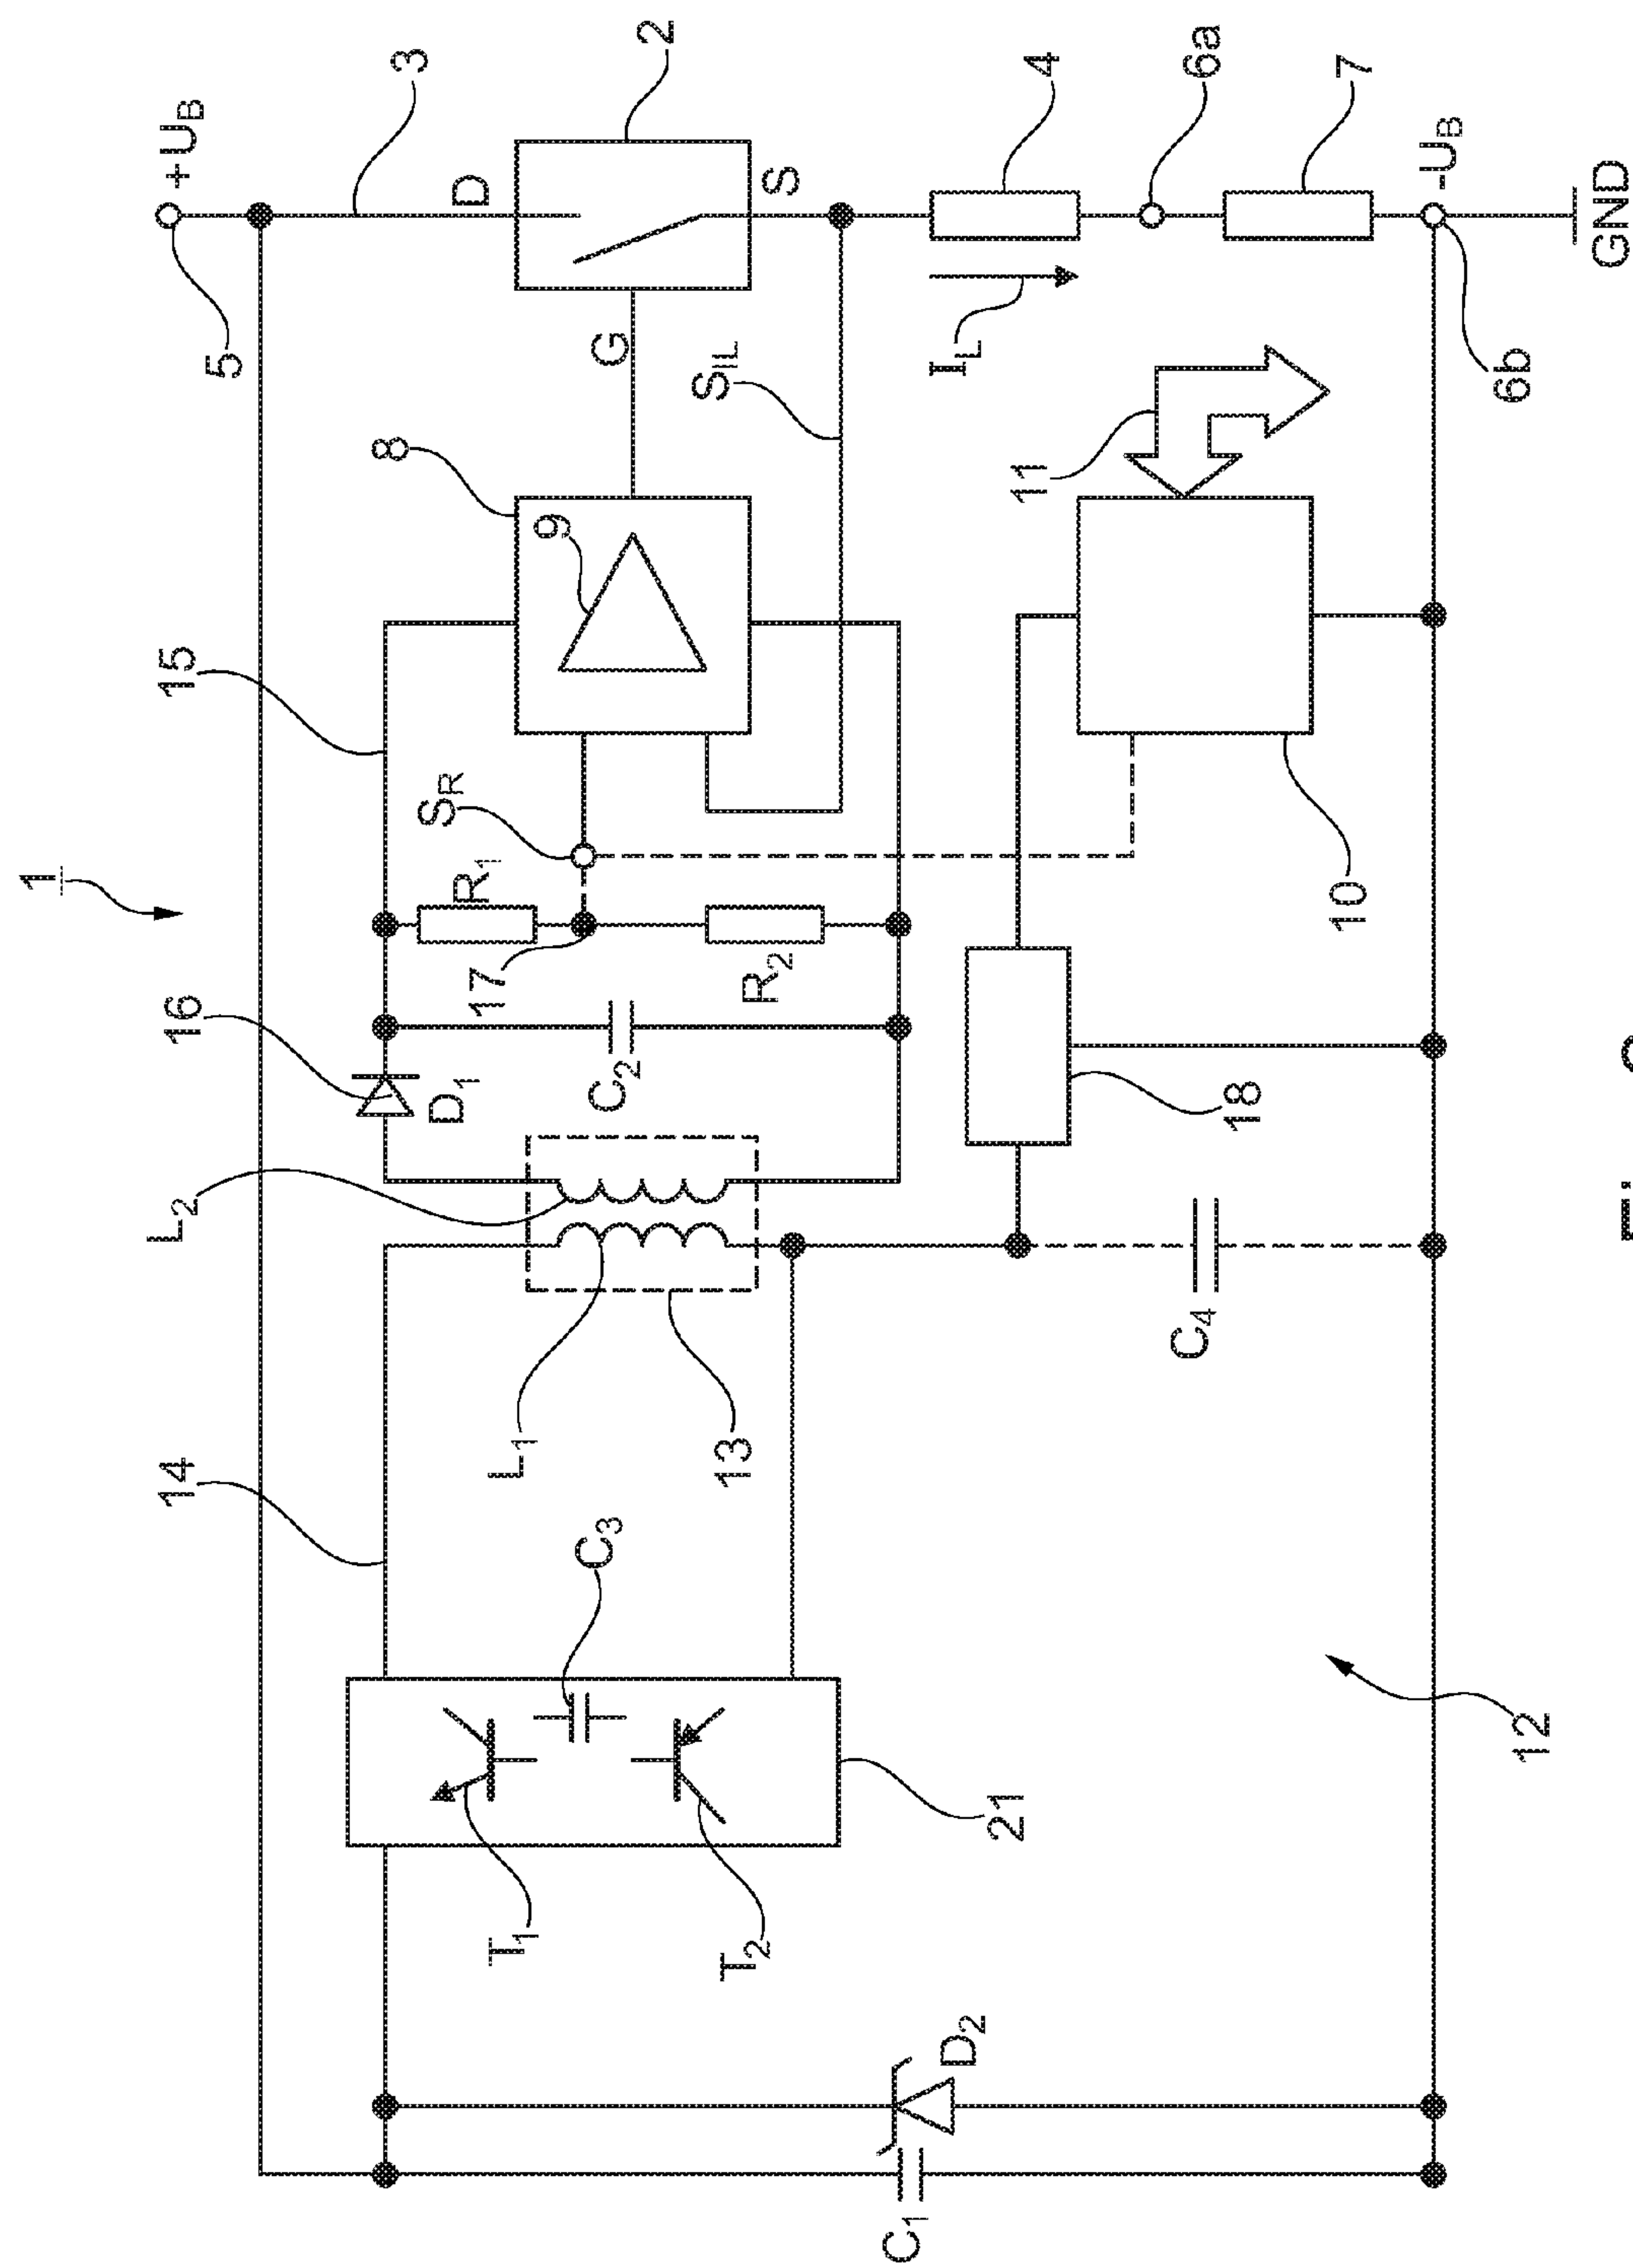 1
+U_B
5
3
D
2
S
G
8
9
15
S_R
R_1
16
D_1
17
R_2
C_2
L_2
L_1
13
14
C_3
T_1
T_2
21
S_IL
I_L
4
6a
7
-U_B
6b
GND
11
10
18
C_4
12
D_2
C_1